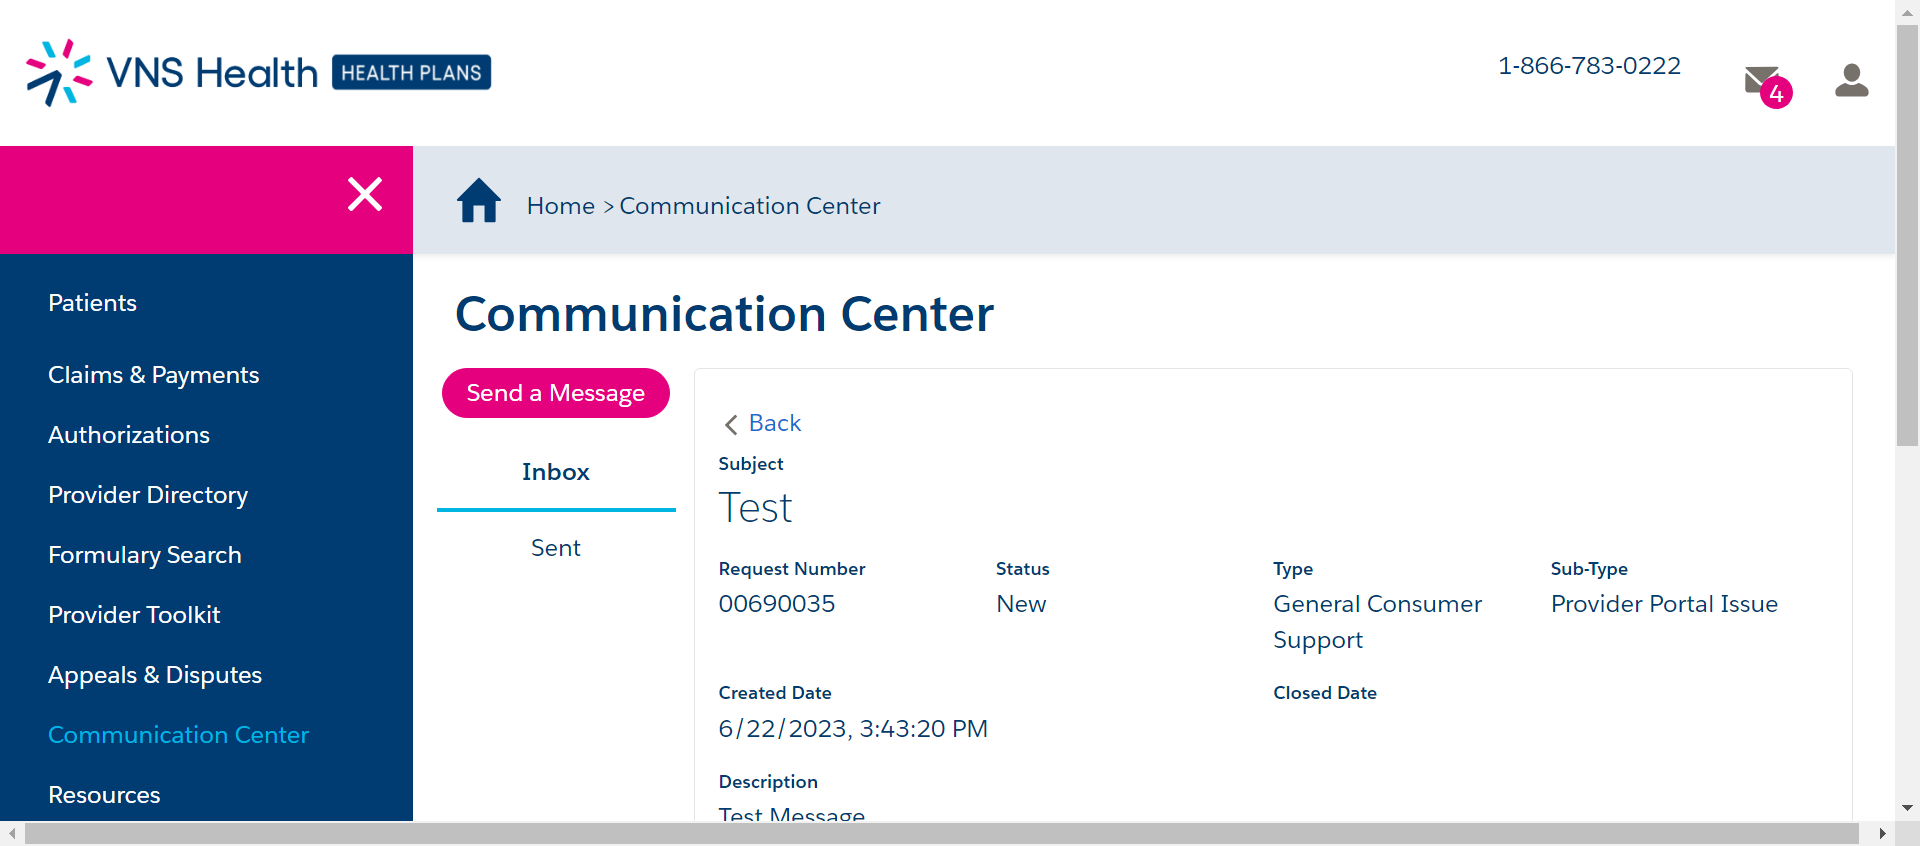 VNS Health HEALTH PLANS
1-866-783-0222
4
Home > Communication Center
Patients
Claims & Payments
Authorizations
Provider Directory
Formulary Search
Provider Toolkit
Appeals & Disputes
Communication Center
Resources
Communication Center
Send a Message
Inbox
Sent
Back
Subject
Test
Request Number
00690035
Status
New
Type
General Consumer
Support
Sub-Type
Provider Portal Issue
Created Date
6/22/2023, 3:43:20 PM
Closed Date
Description
Test Message